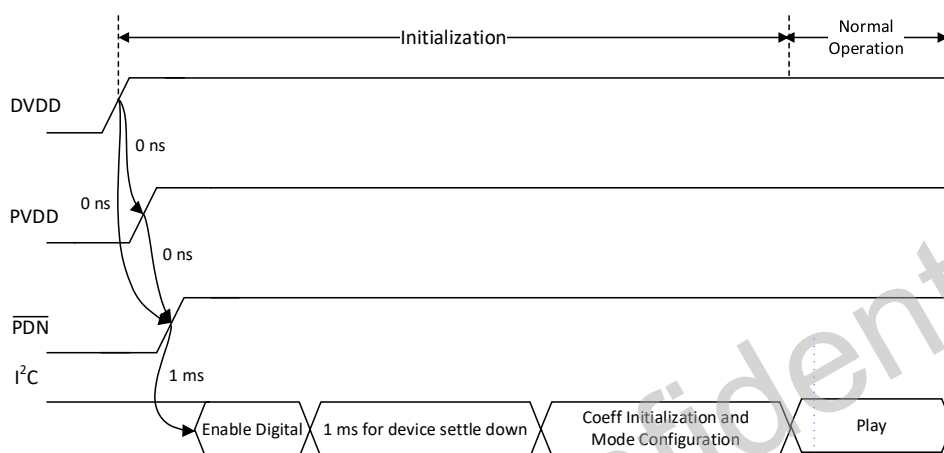 Initialization
Normal
Operation
DVDD
0 ns
0 ns
PVDD
0 ns
PDN
I²C
1 ms
Enable Digital
1 ms for device settle down
Coeff Initialization and
Mode Configuration
Play
fident